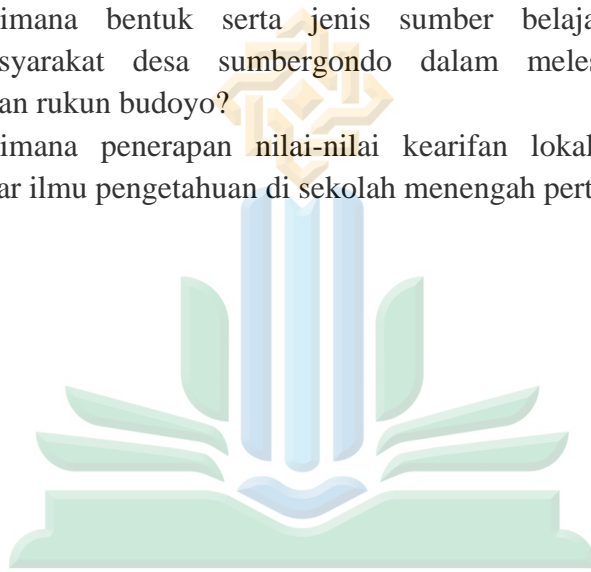 imana bentuk serta jenis sumber belaja
syarakat desa sumbergondo dalam meles
an rukun budoyo?
imana penerapan nilai-nilai kearifan lokal
ar ilmu pengetahuan di sekolah menengah pert